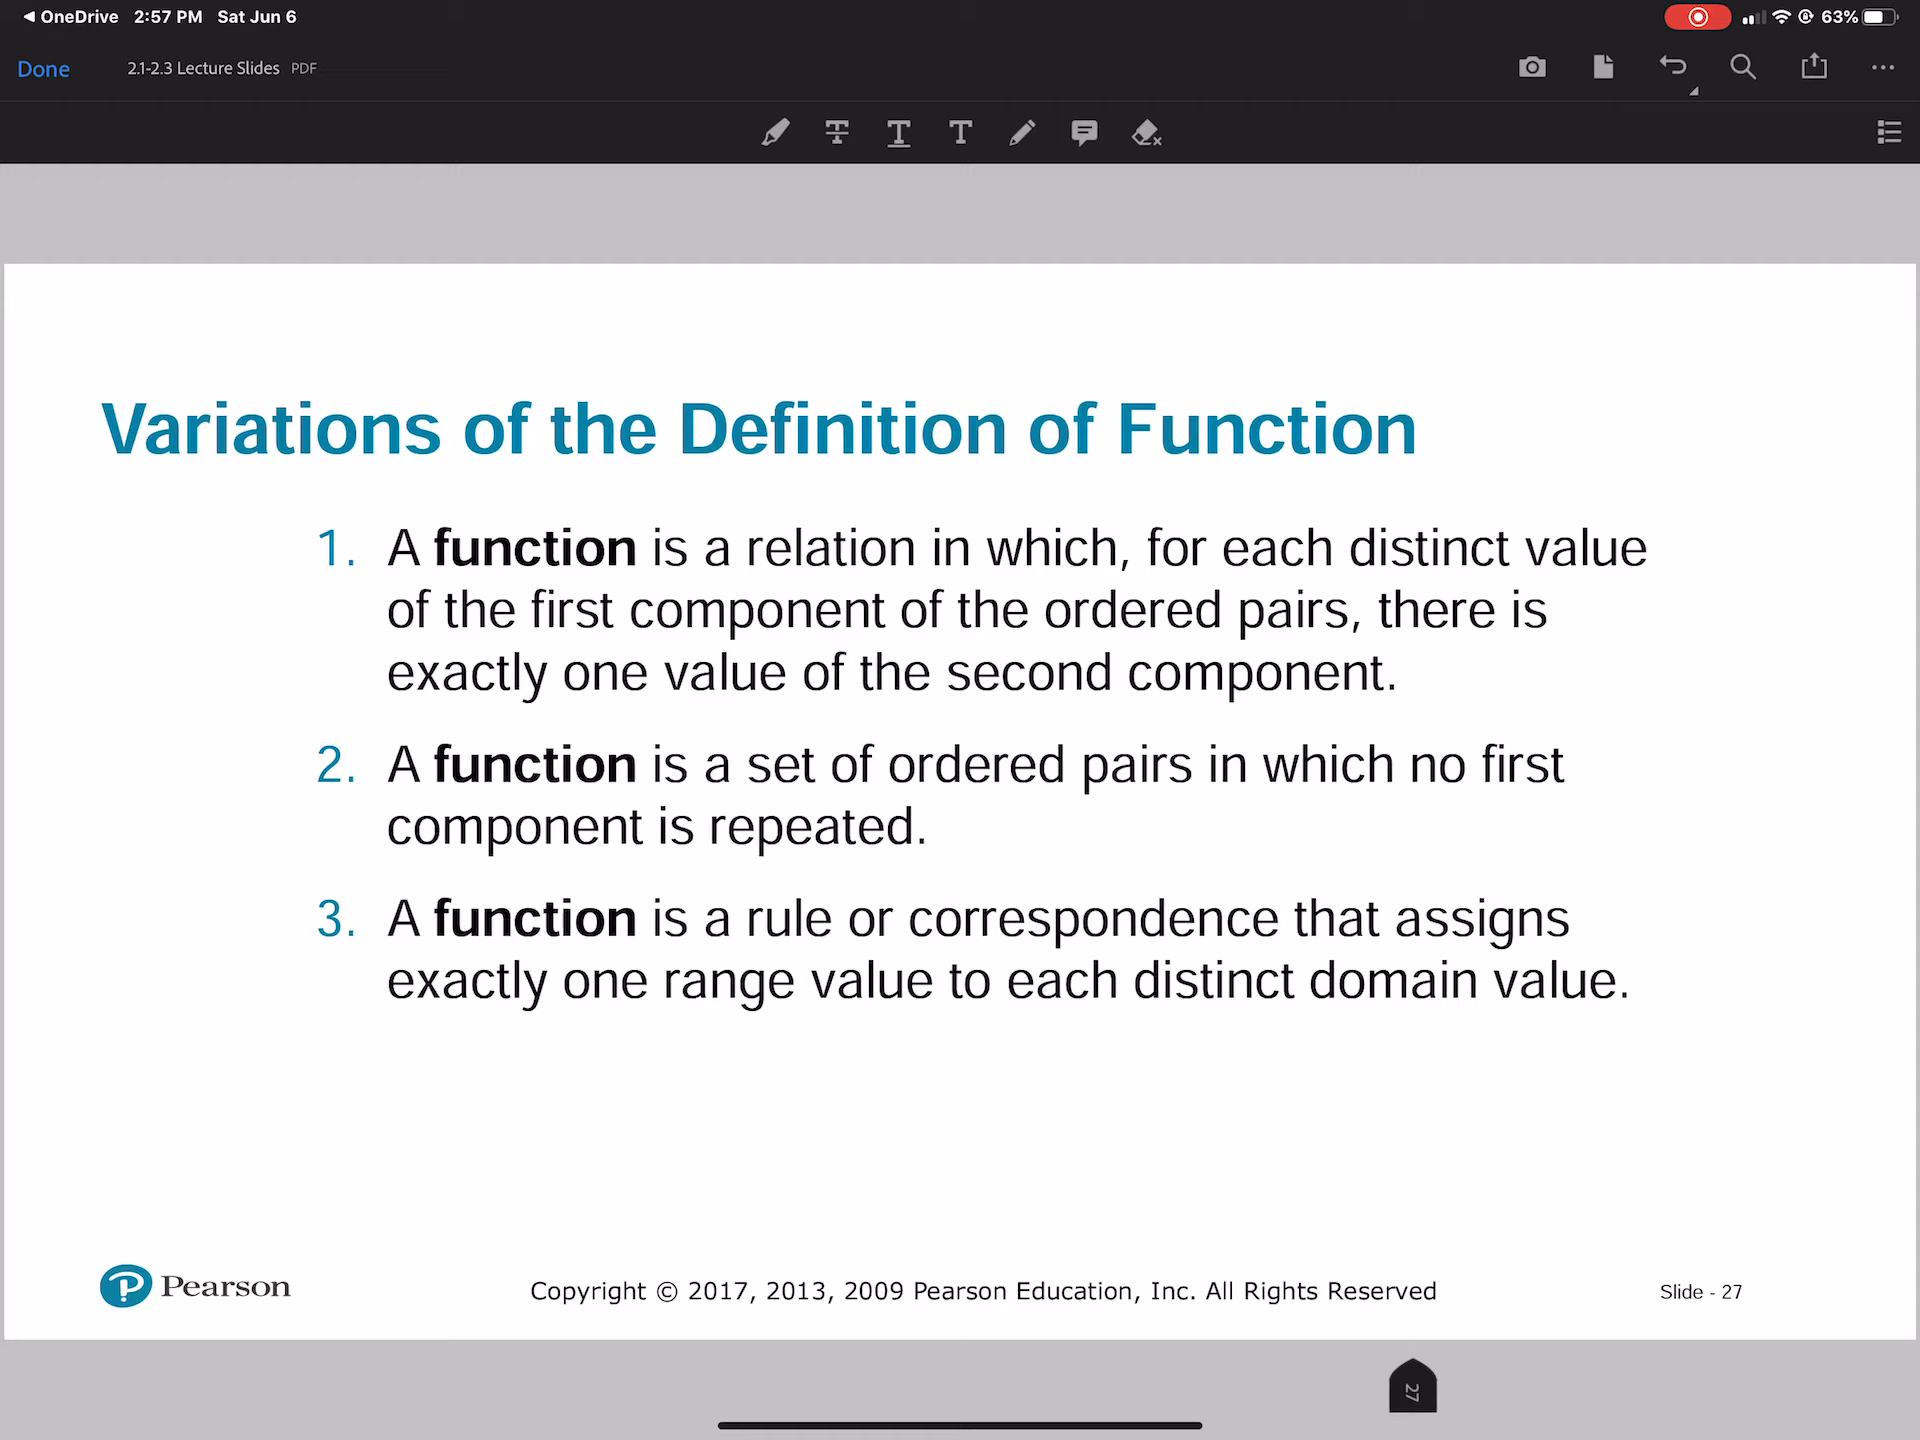 ◀ OneDrive 2:57 PM Sat Jun 6 63%
Done 2.1-2.3 Lecture Slides PDF
Variations of the Definition of Function
1. A function is a relation in which, for each distinct value
of the first component of the ordered pairs, there is
exactly one value of the second component.
2. A function is a set of ordered pairs in which no first
component is repeated.
3. A function is a rule or correspondence that assigns
exactly one range value to each distinct domain value.
Pearson Copyright © 2017, 2013, 2009 Pearson Education, Inc. All Rights Reserved Slide - 27
27